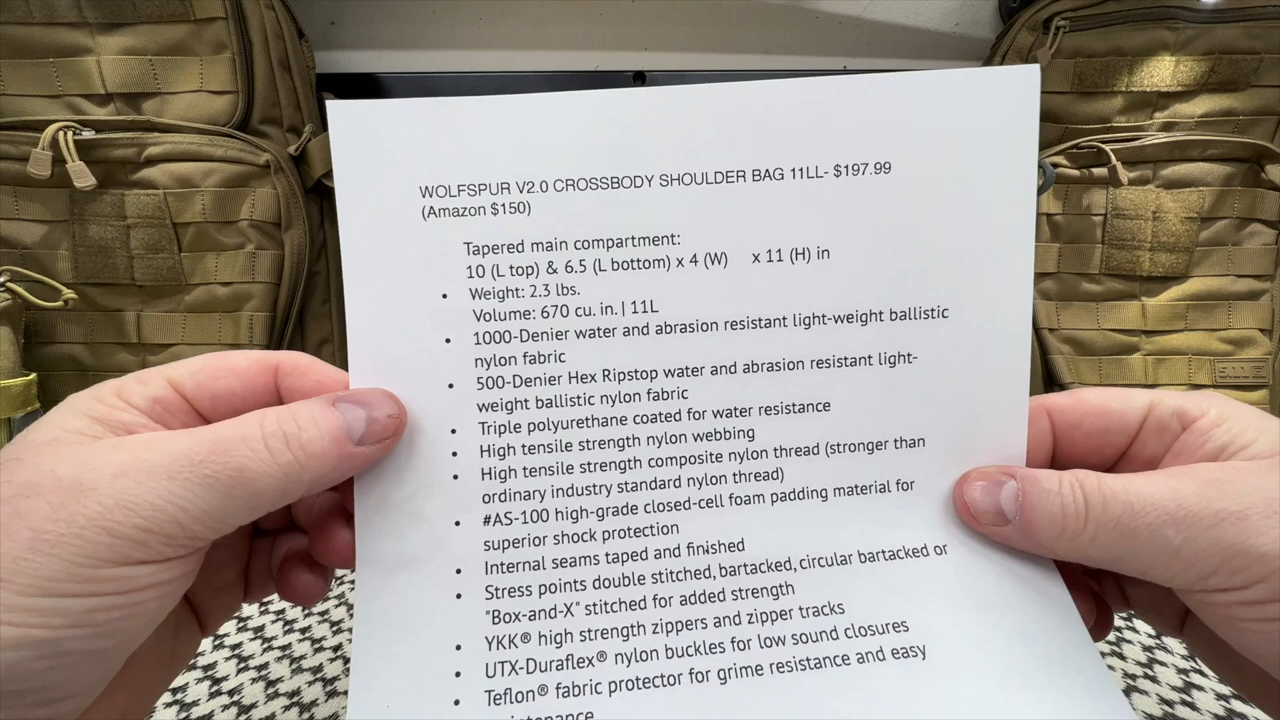 WOLFSPUR V2.0 CROSSBODY SHOULDER BAG 11LL- $197.99
(Amazon $150)
Tapered main compartment:
10 (L top) & 6.5 (L bottom) x 4 (W) x 11 (H) in
• Weight: 2.3 lbs.
Volume: 670 cu. in. | 11L
• 1000-Denier water and abrasion resistant light-weight ballistic
nylon fabric
• 500-Denier Hex Ripstop water and abrasion resistant light-
weight ballistic nylon fabric
• Triple polyurethane coated for water resistance
• High tensile strength nylon webbing
• High tensile strength composite nylon thread (stronger than
ordinary industry standard nylon thread)
• #AS-100 high-grade closed-cell foam padding material for
superior shock protection
• Internal seams taped and finished
• Stress points double stitched, bartacked, circular bartacked or
"Box-and-X" stitched for added strength
• YKK® high strength zippers and zipper tracks
• UTX-Duraflex® nylon buckles for low sound closures
• Teflon® fabric protector for grime resistance and easy
5.11